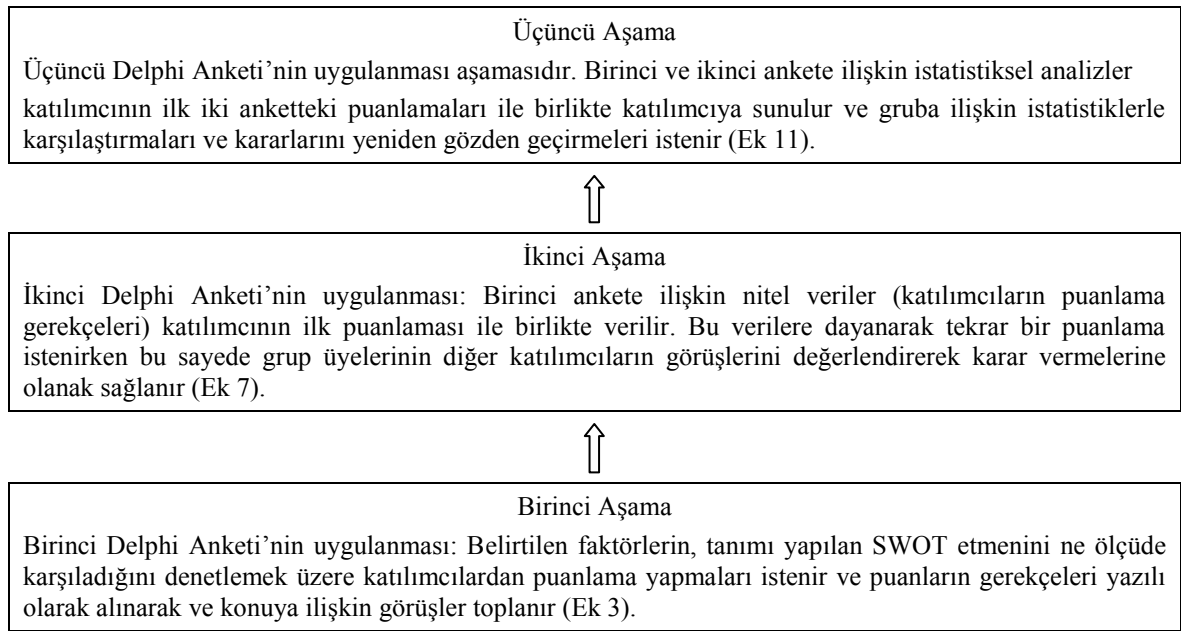 Üçüncü Aşama
Üçüncü Delphi Anketi’nin uygulanması aşamasıdır. Birinci ve ikinci ankete ilişkin istatistiksel analizler
katılımcının ilk iki anketteki puanlamaları ile birlikte katılımcıya sunulur ve gruba ilişkin istatistiklerle
karşılaştırmaları ve kararlarını yeniden gözden geçirmeleri istenir (Ek 11).
İkinci Aşama
İkinci Delphi Anketi’nin uygulanması: Birinci ankete ilişkin nitel veriler (katılımcıların puanlama
gerekçeleri) katılımcının ilk puanlaması ile birlikte verilir. Bu verilere dayanarak tekrar bir puanlama
istenirken bu sayede grup üyelerinin diğer katılımcıların görüşlerini değerlendirerek karar vermelerine
olanak sağlanır (Ek 7).
Birinci Aşama
Birinci Delphi Anketi’nin uygulanması: Belirtilen faktörlerin, tanımı yapılan SWOT etmenini ne ölçüde
karşıladığını denetlemek üzere katılımcılardan puanlama yapmaları istenir ve puanların gerekçeleri yazılı
olarak alınarak ve konuya ilişkin görüşler toplanır (Ek 3).